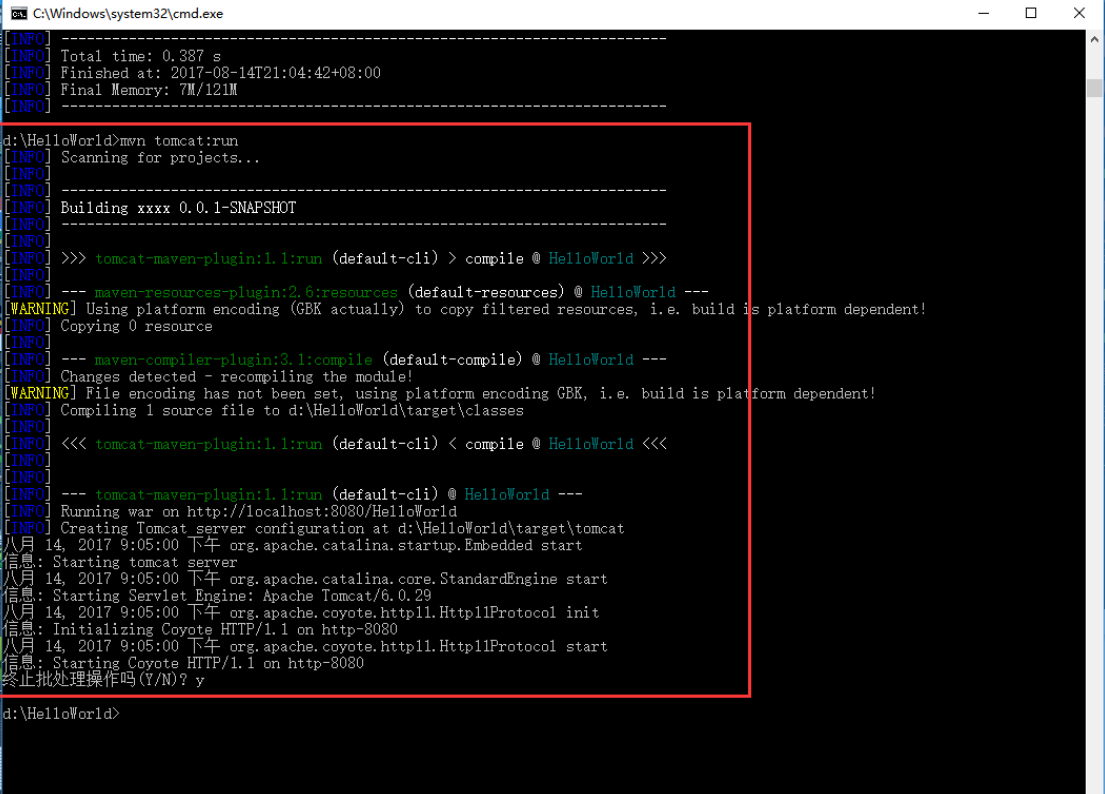 C:\Windows\system32\cmd.exe
[INFO] ------------------------------------------------------------------------
[INFO] Total time: 0.387 s
[INFO] Finished at: 2017-08-14T21:04:42+08:00
[INFO] Final Memory: 7M/121M
[INFO] ------------------------------------------------------------------------
d:\HelloWorld>mvn tomcat:run
[INFO] Scanning for projects...
[INFO]
[INFO] ------------------------------------------------------------------------
[INFO] Building xxxx 0.0.1-SNAPSHOT
[INFO] ------------------------------------------------------------------------
[INFO]
[INFO] >>> tomcat-maven-plugin:1.1:run (default-cli) > compile @ HelloWorld >>>
[INFO]
[INFO] --- maven-resources-plugin:2.6:resources (default-resources) @ HelloWorld ---
[WARNING] Using platform encoding (GBK actually) to copy filtered resources, i.e. build is platform dependent!
[INFO] Copying 0 resource
[INFO]
[INFO] --- maven-compiler-plugin:3.1:compile (default-compile) @ HelloWorld ---
[INFO] Changes detected - recompiling the module!
[WARNING] File encoding has not been set, using platform encoding GBK, i.e. build is platform dependent!
[INFO] Compiling 1 source file to d:\HelloWorld\target\classes
[INFO]
[INFO] <<< tomcat-maven-plugin:1.1:run (default-cli) < compile @ HelloWorld <<<
[INFO]
[INFO]
[INFO] --- tomcat-maven-plugin:1.1:run (default-cli) @ HelloWorld ---
[INFO] Running war on http://localhost:8080/HelloWorld
[INFO] Creating Tomcat server configuration at d:\HelloWorld\target\tomcat
八月 14, 2017 9:05:00 下午 org.apache.catalina.startup.Embedded start
信息: Starting tomcat server
八月 14, 2017 9:05:00 下午 org.apache.catalina.core.StandardEngine start
信息: Starting Servlet Engine: Apache Tomcat/6.0.29
八月 14, 2017 9:05:00 下午 org.apache.coyote.http11.Http11Protocol init
信息: Initializing Coyote HTTP/1.1 on http-8080
八月 14, 2017 9:05:00 下午 org.apache.coyote.http11.Http11Protocol start
信息: Starting Coyote HTTP/1.1 on http-8080
终止批处理操作吗(Y/N)? y
d:\HelloWorld>